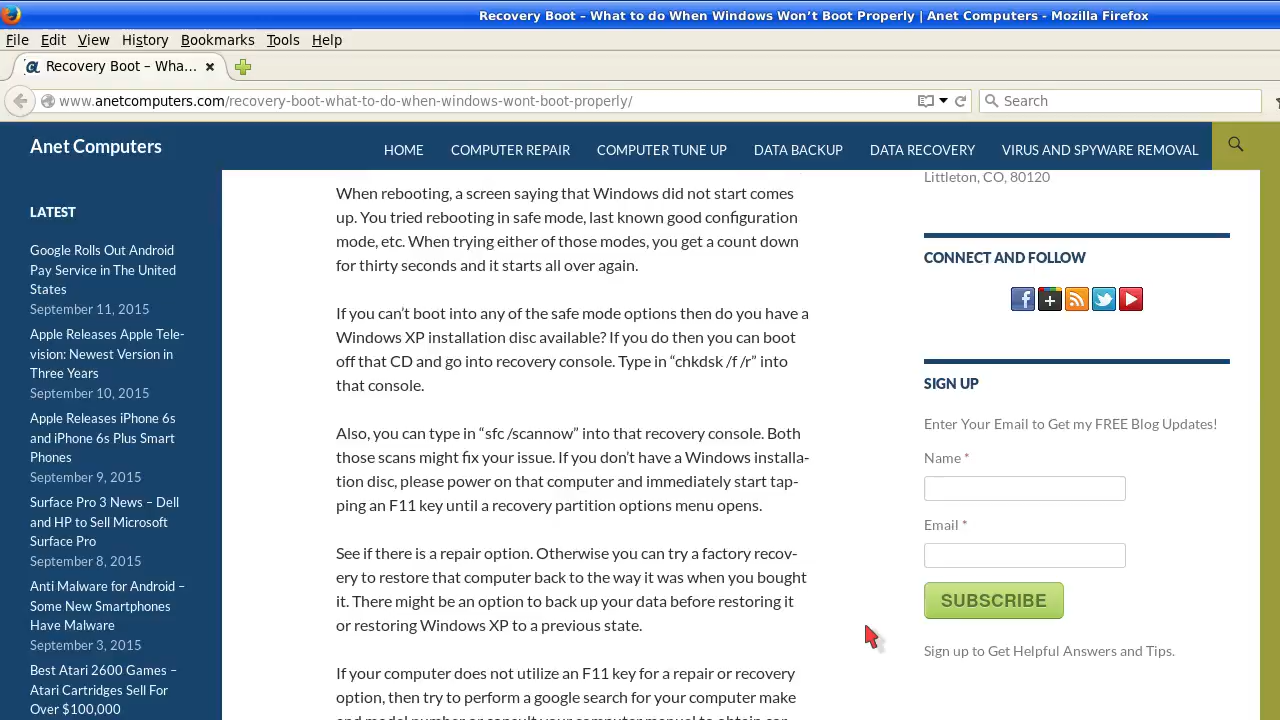 Recovery Boot – What to do When Windows Won't Boot Properly | Anet Computers - Mozilla Firefox
File Edit View History Bookmarks Tools Help
Recovery Boot – Wha...
www.anetcomputers.com/recovery-boot-what-to-do-when-windows-wont-boot-properly/
Search
Anet Computers
HOME COMPUTER REPAIR COMPUTER TUNE UP DATA BACKUP DATA RECOVERY VIRUS AND SPYWARE REMOVAL
LATEST
Google Rolls Out Android
Pay Service in The United
States
September 11, 2015
Apple Releases Apple Tele-
vision: Newest Version in
Three Years
September 10, 2015
Apple Releases iPhone 6s
and iPhone 6s Plus Smart
Phones
September 9, 2015
Surface Pro 3 News – Dell
and HP to Sell Microsoft
Surface Pro
September 8, 2015
Anti Malware for Android –
Some New Smartphones
Have Malware
September 3, 2015
Best Atari 2600 Games –
Atari Cartridges Sell For
Over $100,000
When rebooting, a screen saying that Windows did not start comes
up. You tried rebooting in safe mode, last known good configuration
mode, etc. When trying either of those modes, you get a count down
for thirty seconds and it starts all over again.
If you can't boot into any of the safe mode options then do you have a
Windows XP installation disc available? If you do then you can boot
off that CD and go into recovery console. Type in “chkdsk /f /r” into
that console.
Also, you can type in “sfc /scannow” into that recovery console. Both
those scans might fix your issue. If you don't have a Windows installa-
tion disc, please power on that computer and immediately start tap-
ping an F11 key until a recovery partition options menu opens.
See if there is a repair option. Otherwise you can try a factory recov-
ery to restore that computer back to the way it was when you bought
it. There might be an option to back up your data before restoring it
or restoring Windows XP to a previous state.
If your computer does not utilize an F11 key for a repair or recovery
option, then try to perform a google search for your computer make
and model number or consult your computer manual to obtain cor-
Littleton, CO, 80120
CONNECT AND FOLLOW
SIGN UP
Enter Your Email to Get my FREE Blog Updates!
Name *
Email *
SUBSCRIBE
Sign up to Get Helpful Answers and Tips.